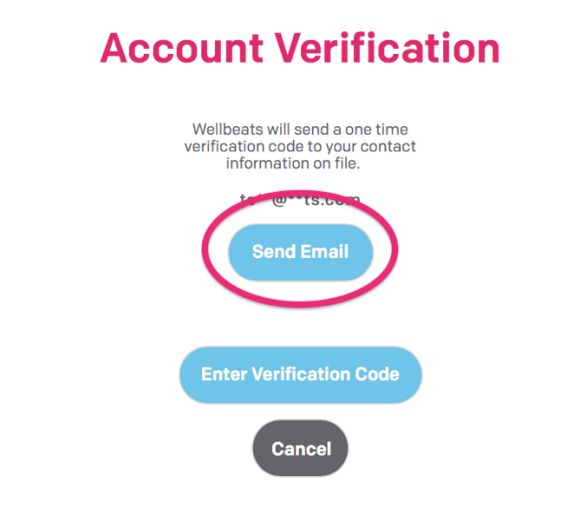 Account Verification
Wellbeats will send a one time
verification code to your contact
information on file.
Send Email
Enter Verification Code
Cancel